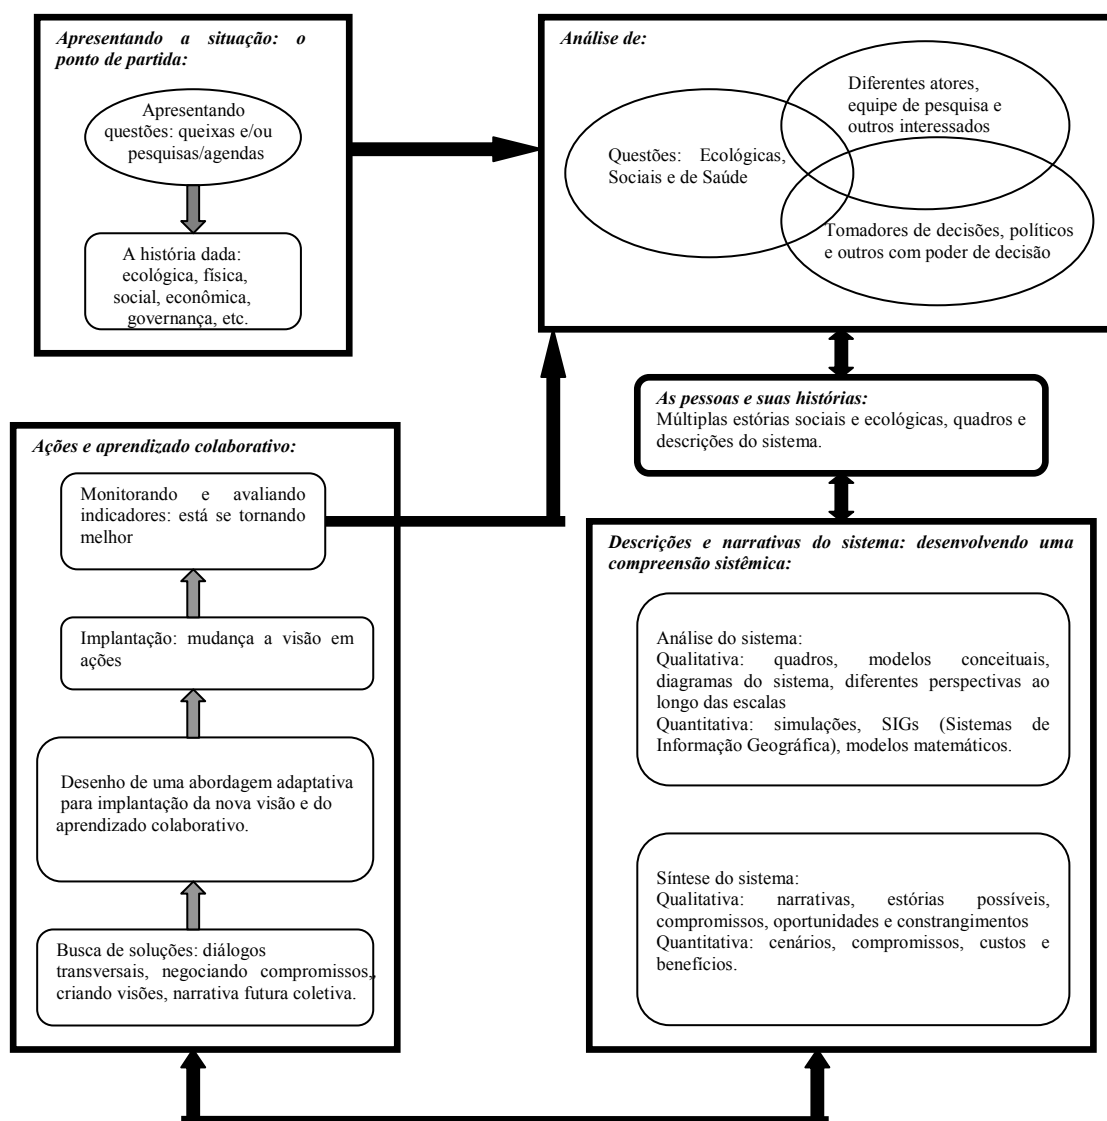 Apresentando a situação: o
ponto de partida:
Apresentando
questões: queixas e/ou
pesquisas/agendas
A história dada:
ecológica, física,
social, econômica,
governança, etc.
Análise de:
Diferentes atores,
equipe de pesquisa e
outros interessados
Questões: Ecológicas,
Sociais e de Saúde
Tomadores de decisões, políticos
e outros com poder de decisão
As pessoas e suas histórias:
Múltiplas estórias sociais e ecológicas, quadros e
descrições do sistema.
Ações e aprendizado colaborativo:
Monitorando e avaliando
indicadores: está se tornando
melhor
Implantação: mudança a visão em
ações
Desenho de uma abordagem adaptativa
para implantação da nova visão e do
aprendizado colaborativo.
Busca de soluções: diálogos
transversais, negociando compromissos,
criando visões, narrativa futura coletiva.
Descrições e narrativas do sistema: desenvolvendo uma
compreensão sistêmica:
Análise do sistema:
Qualitativa: quadros, modelos conceituais,
diagramas do sistema, diferentes perspectivas ao
longo das escalas
Quantitativa: simulações, SIGs (Sistemas de
Informação Geográfica), modelos matemáticos.
Síntese do sistema:
Qualitativa: narrativas, estórias possíveis,
compromissos, oportunidades e constrangimentos
Quantitativa: cenários, compromissos, custos e
benefícios.